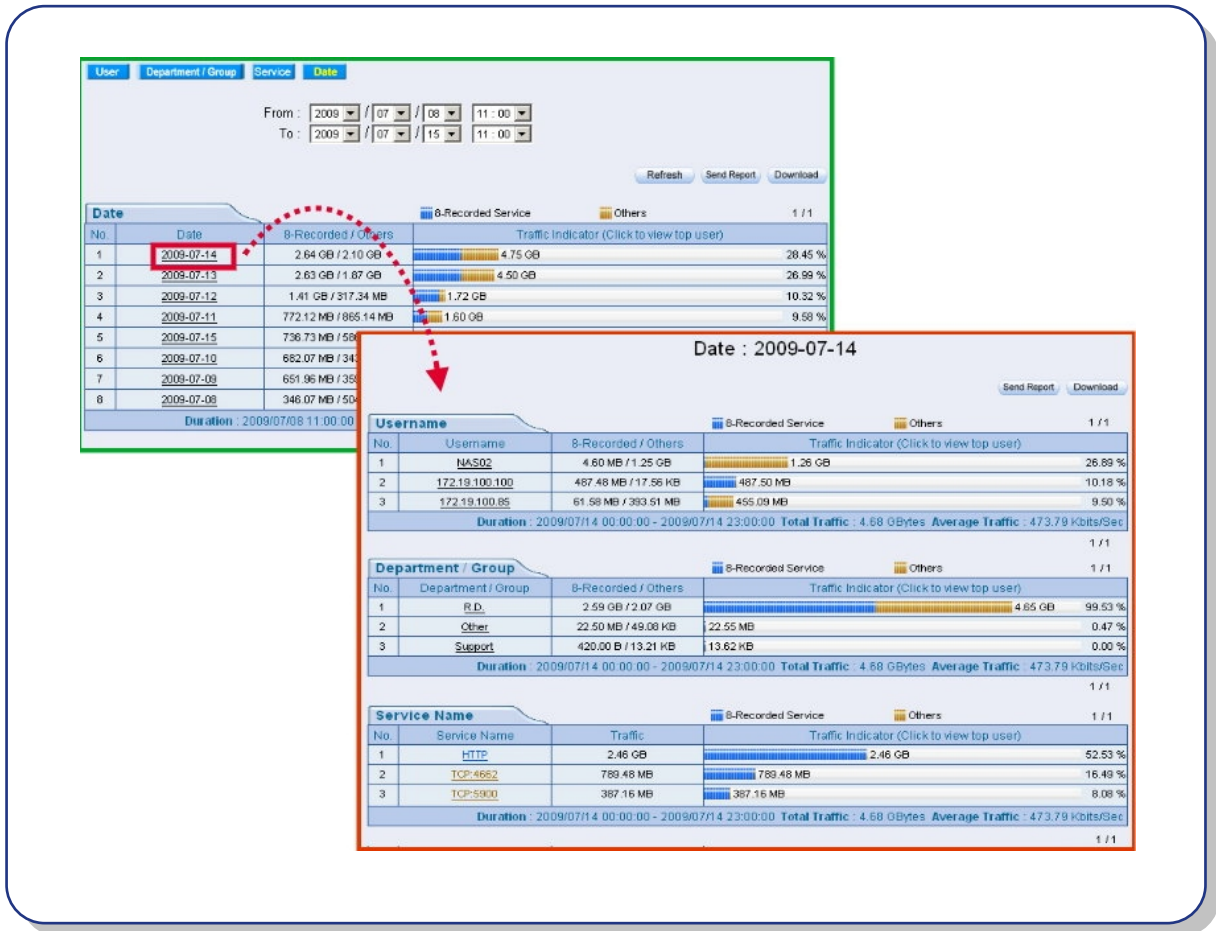 User Department / Group Service Date
From : 2009 / 07 / 08 11 : 00
To : 2009 / 07 / 15 11 : 00
Refresh Send Report Download
Date 8-Recorded Service Others 1 / 1
No. Date 8-Recorded / Others Traffic Indicator (Click to view top user)
1 2009-07-14 2.64 GB / 2.10 GB 4.75 GB 28.45 %
2 2009-07-13 2.63 GB / 1.87 GB 4.50 GB 26.99 %
3 2009-07-12 1.41 GB / 317.34 MB 1.72 GB 10.32 %
4 2009-07-11 772.12 MB / 865.14 MB 1.60 GB 9.58 %
5 2009-07-15 736.73 MB /
6 2009-07-10 682.07 MB /
7 2009-07-09 651.96 MB /
8 2009-07-08 346.07 MB /
Duration : 2009/07/08 11:00:00
Date : 2009-07-14
Send Report Download
Username 8-Recorded Service Others 1 / 1
No. Username 8-Recorded / Others Traffic Indicator (Click to view top user)
1 NAS02 4.60 MB / 1.25 GB 1.26 GB 26.89 %
2 172.19.100.100 487.48 MB / 17.56 KB 487.50 MB 10.18 %
3 172.19.100.85 61.58 MB / 393.51 MB 455.09 MB 9.50 %
Duration : 2009/07/14 00:00:00 - 2009/07/14 23:00:00 Total Traffic : 4.68 GBytes Average Traffic : 473.79 Kbits/Sec
1 / 1
Department / Group 8-Recorded Service Others 1 / 1
No. Department / Group 8-Recorded / Others Traffic Indicator (Click to view top user)
1 R.D. 2.59 GB / 2.07 GB 4.65 GB 99.53 %
2 Other 22.50 MB / 49.08 KB 22.55 MB 0.47 %
3 Support 420.00 B / 13.21 KB 13.62 KB 0.00 %
Duration : 2009/07/14 00:00:00 - 2009/07/14 23:00:00 Total Traffic : 4.68 GBytes Average Traffic : 473.79 Kbits/Sec
1 / 1
Service Name 8-Recorded Service Others 1 / 1
No. Service Name Traffic Traffic Indicator (Click to view top user)
1 HTTP 2.46 GB 2.46 GB 52.53 %
2 TCP:4662 789.48 MB 789.48 MB 16.49 %
3 TCP:5900 387.16 MB 387.16 MB 8.08 %
Duration : 2009/07/14 00:00:00 - 2009/07/14 23:00:00 Total Traffic : 4.68 GBytes Average Traffic : 473.79 Kbits/Sec
1 / 1